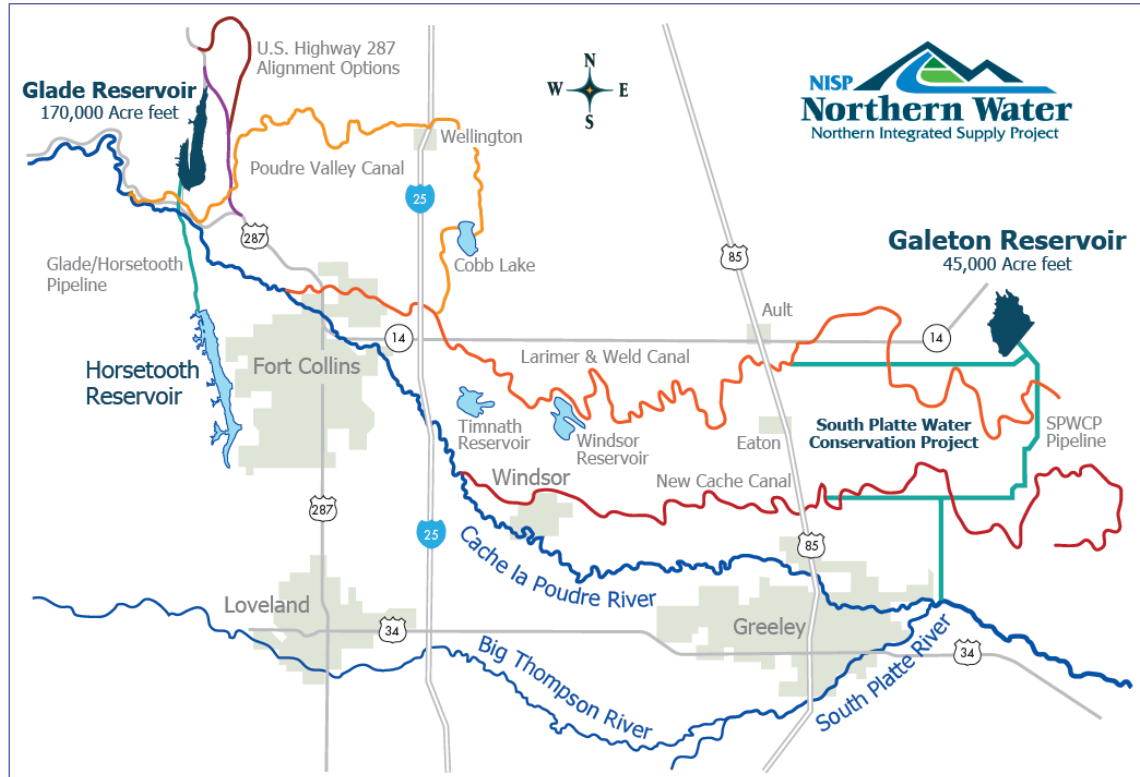 U.S. Highway 287
Alignment Options
Glade Reservoir
170,000 Acre feet
N
W
E
S
NISP
Northern Water
Northern Integrated Supply Project
Wellington
Poudre Valley Canal
25
287
Cobb Lake
85
Galeton Reservoir
45,000 Acre feet
Glade/Horsetooth
Pipeline
Ault
14
14
Larimer & Weld Canal
Fort Collins
Horsetooth
Reservoir
Timnath
Reservoir
Windsor
Reservoir
Eaton
South Platte Water
Conservation Project
SPWCP
Pipeline
Windsor
New Cache Canal
287
25
85
Cache la Poudre River
Loveland
34
Greeley
Big Thompson River
South Platte River
34